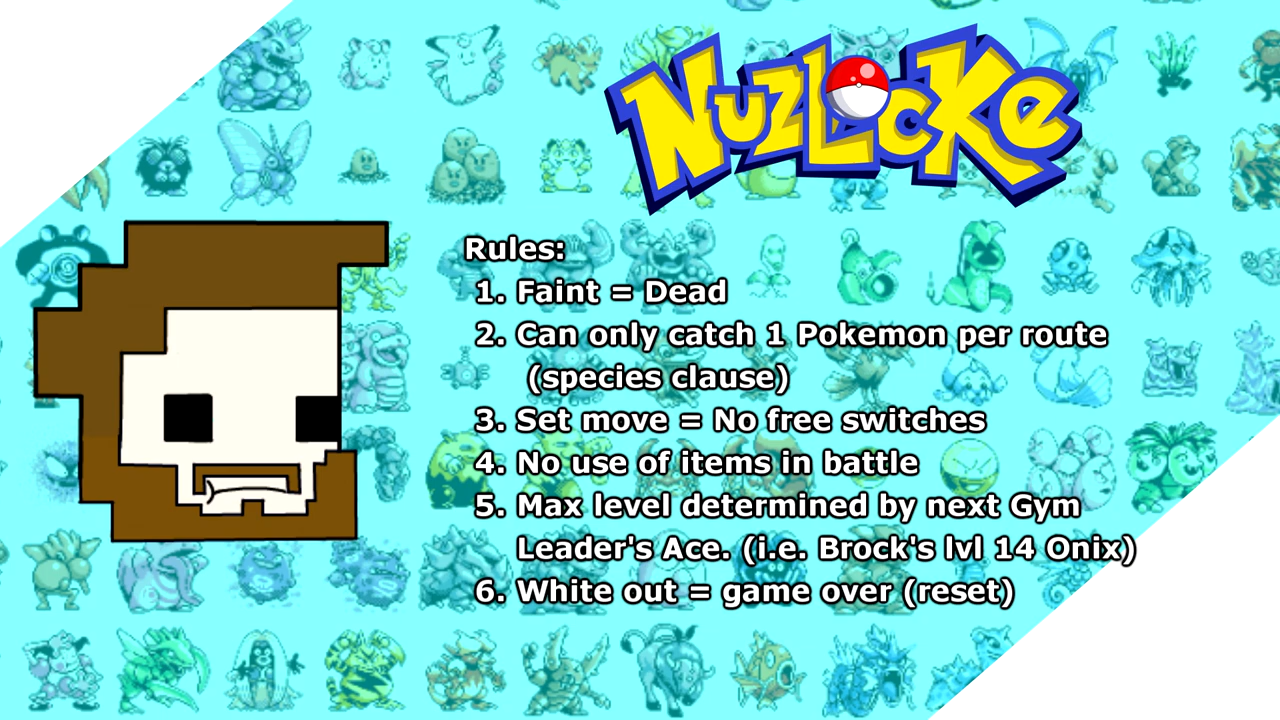 Nuzlocke
Rules:
1. Faint = Dead
2. Can only catch 1 Pokemon per route
(species clause)
3. Set move = No free switches
4. No use of items in battle
5. Max level determined by next Gym
Leader's Ace. (i.e. Brock's lvl 14 Onix)
6. White out = game over (reset)